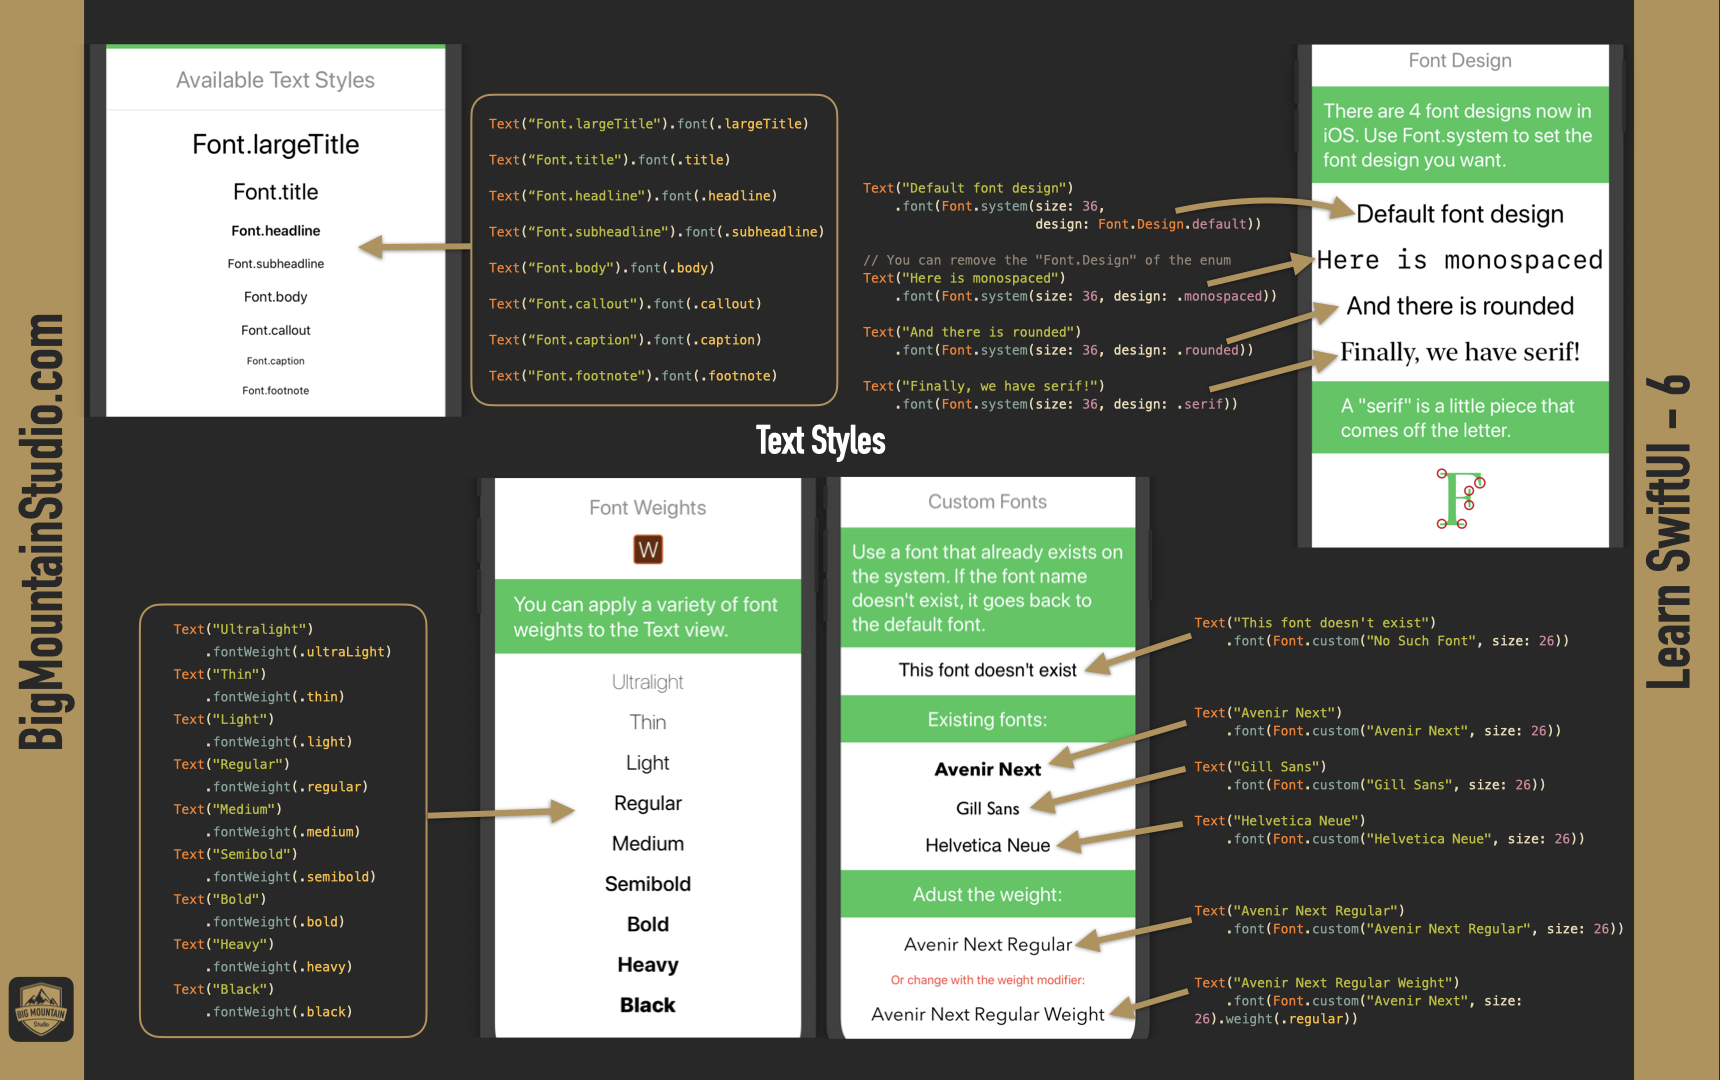 BigMountainStudio.com
Available Text Styles
Font.largeTitle
Font.title
Font.headline
Font.subheadline
Font.body
Font.callout
Font.caption
Font.footnote
Text(“Font.largeTitle").font(.largeTitle)
Text(“Font.title").font(.title)
Text(“Font.headline").font(.headline)
Text(“Font.subheadline").font(.subheadline)
Text(“Font.body").font(.body)
Text(“Font.callout").font(.callout)
Text(“Font.caption").font(.caption)
Text("Font.footnote").font(.footnote)
Text("Default font design")
.font(Font.system(size: 36,
design: Font.Design.default))
// You can remove the "Font.Design" of the enum
Text("Here is monospaced")
.font(Font.system(size: 36, design: .monospaced))
Text("And there is rounded")
.font(Font.system(size: 36, design: .rounded))
Text("Finally, we have serif!")
.font(Font.system(size: 36, design: .serif))
Font Design
There are 4 font designs now in
iOS. Use Font.system to set the
font design you want.
Default font design
Here is monospaced
And there is rounded
Finally, we have serif!
A "serif" is a little piece that
comes off the letter.
F
Text Styles
Text("Ultralight")
.fontWeight(.ultraLight)
Text("Thin")
.fontWeight(.thin)
Text("Light")
.fontWeight(.light)
Text("Regular")
.fontWeight(.regular)
Text("Medium")
.fontWeight(.medium)
Text("Semibold")
.fontWeight(.semibold)
Text("Bold")
.fontWeight(.bold)
Text("Heavy")
.fontWeight(.heavy)
Text("Black")
.fontWeight(.black)
Font Weights
W
You can apply a variety of font
weights to the Text view.
Ultralight
Thin
Light
Regular
Medium
Semibold
Bold
Heavy
Black
Custom Fonts
Use a font that already exists on
the system. If the font name
doesn't exist, it goes back to
the default font.
This font doesn't exist
Existing fonts:
Avenir Next
Gill Sans
Helvetica Neue
Adust the weight:
Avenir Next Regular
Or change with the weight modifier:
Avenir Next Regular Weight
Text("This font doesn't exist")
.font(Font.custom("No Such Font", size: 26))
Text("Avenir Next")
.font(Font.custom("Avenir Next", size: 26))
Text("Gill Sans")
.font(Font.custom("Gill Sans", size: 26))
Text("Helvetica Neue")
.font(Font.custom("Helvetica Neue", size: 26))
Text("Avenir Next Regular")
.font(Font.custom("Avenir Next Regular", size: 26))
Text("Avenir Next Regular Weight")
.font(Font.custom("Avenir Next", size:
26).weight(.regular))
Learn SwiftUI - 6
BIG MOUNTAIN
Studio